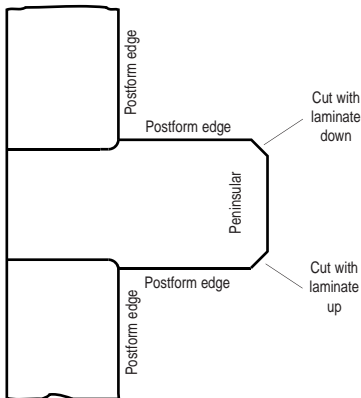 Postform edge
Postform edge
Cut with
laminate
down
Peninsular
Postform edge
Cut with
laminate
up
Postform edge